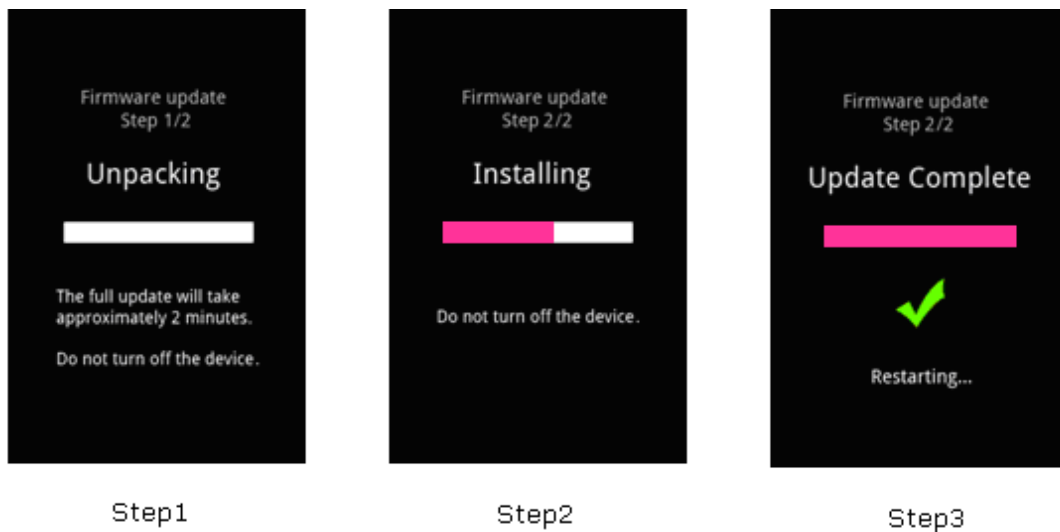 Firmware update
Step 1/2
Unpacking
The full update will take
approximately 2 minutes.
Do not turn off the device.
Step1
Firmware update
Step 2/2
Installing
Do not turn off the device.
Step2
Firmware update
Step 2/2
Update Complete
Restarting...
Step3